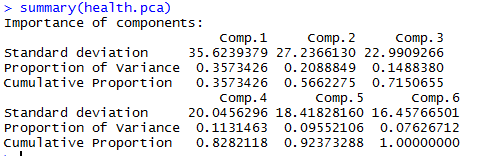 > summary(health.pca)
Importance of components:
Comp.1 Comp.2 Comp.3
Standard deviation 35.6239379 27.2366130 22.9909266
Proportion of Variance 0.3573426 0.2088849 0.1488380
Cumulative Proportion 0.3573426 0.5662275 0.7150655
Comp.4 Comp.5 Comp.6
Standard deviation 20.0456296 18.41828160 16.45766501
Proportion of Variance 0.1131463 0.09552106 0.07626712
Cumulative Proportion 0.8282118 0.92373288 1.00000000